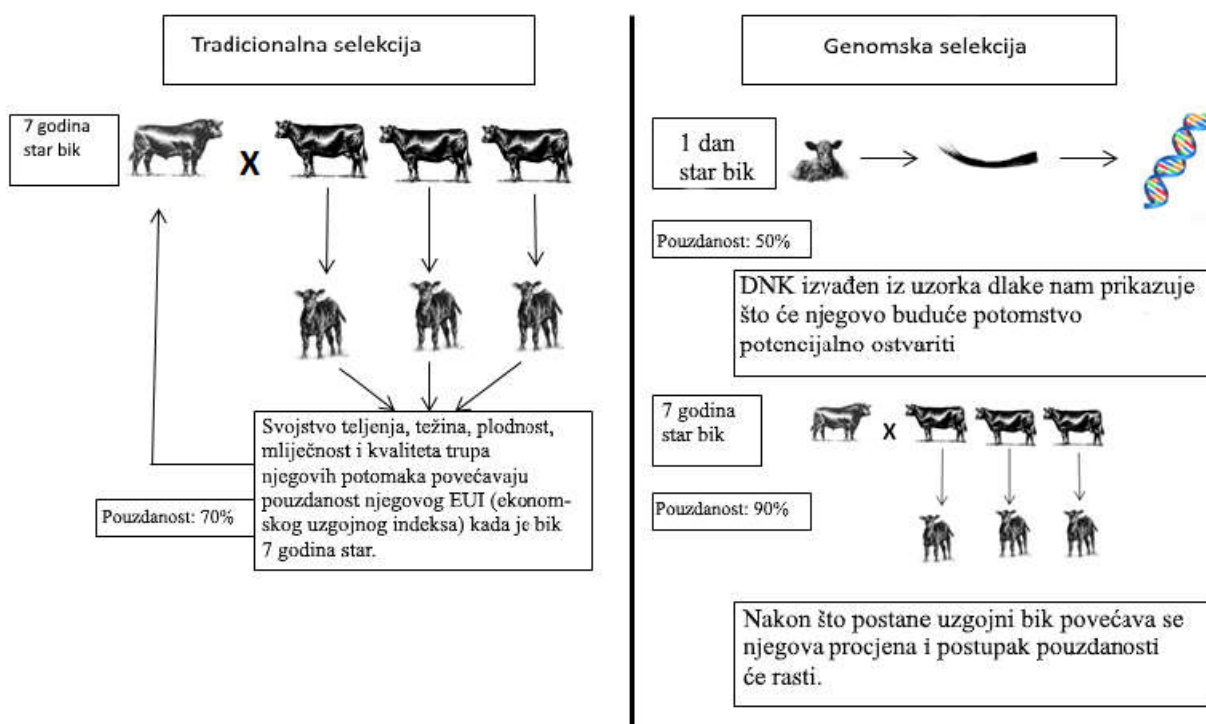 Tradicionalna selekcija
7 godina
star bik
X
Svojstvo teljenja, težina, plodnost,
mliječnost i kvaliteta trupa
njegovih potomaka povećavaju
pouzdanost njegovog EUI (ekonom-
skog uzgojnog indeksa) kada je bik
7 godina star.
Pouzdanost: 70%
Genomska selekcija
1 dan
star bik
Pouzdanost: 50%
DNK izvađen iz uzorka dlake nam prikazuje
što će njegovo buduće potomstvo
potencijalno ostvariti
7 godina
star bik
X
Pouzdanost: 90%
Nakon što postane uzgojni bik povećava se
njegova procjena i postupak pouzdanosti
će rasti.